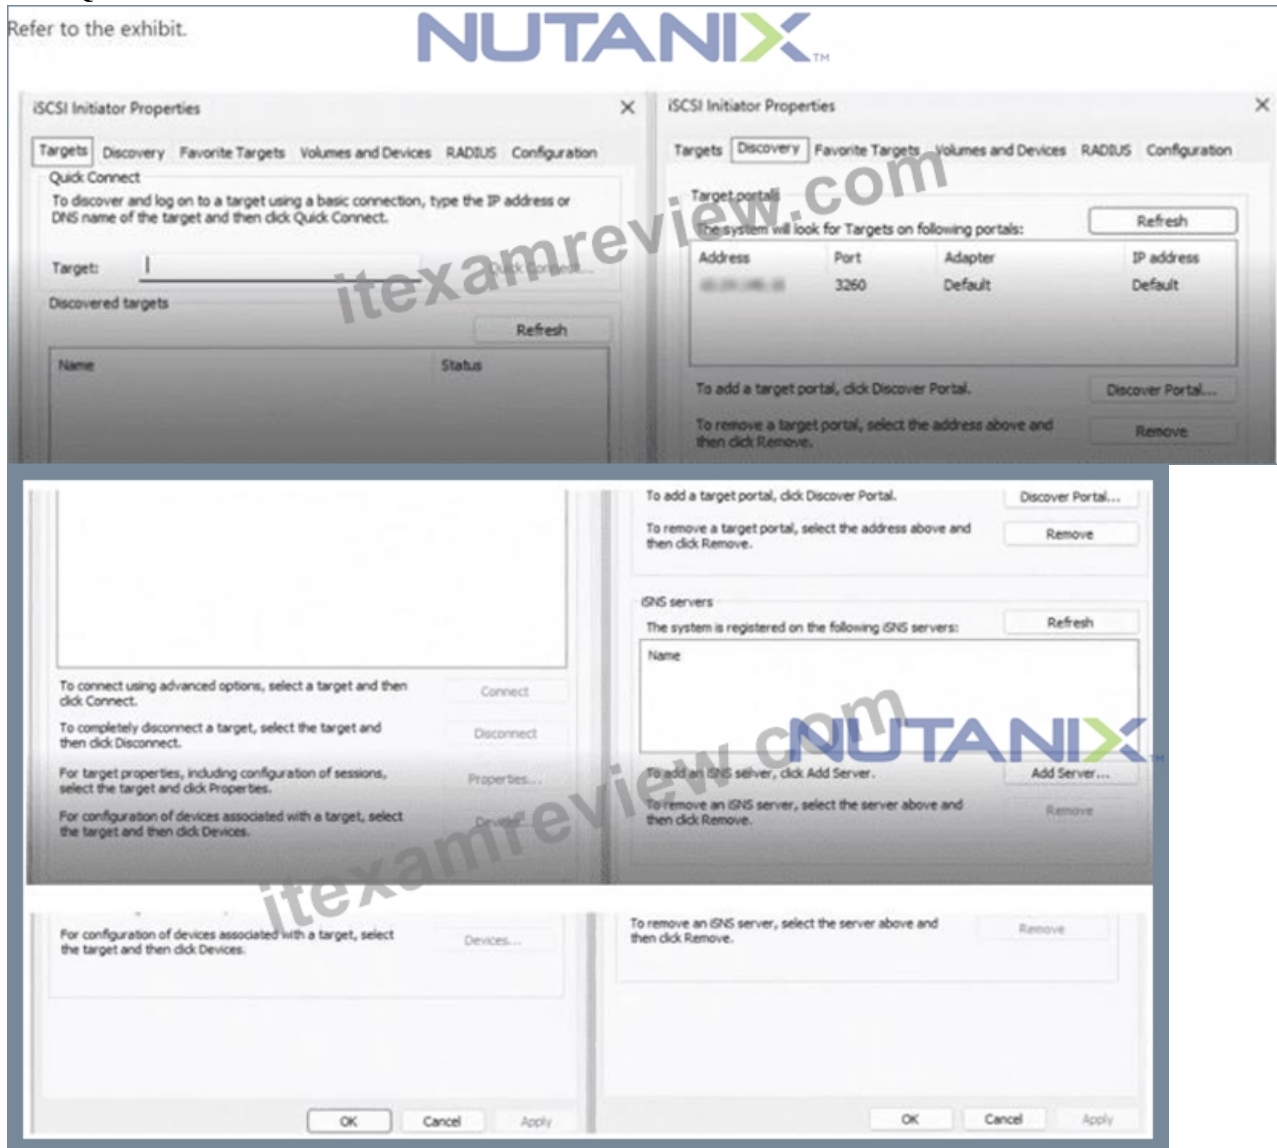 Refer to the exhibit.
NUTANIX™
iSCSI Initiator Properties
Targets Discovery Favorite Targets Volumes and Devices RADIUS Configuration
Quick Connect
To discover and log on to a target using a basic connection, type the IP address or
DNS name of the target and then click Quick Connect.
Target:
Quick Connect...
Discovered targets
Refresh
Name Status
iSCSI Initiator Properties
Targets Discovery Favorite Targets Volumes and Devices RADIUS Configuration
Target portals
The system will look for Targets on following portals:
Refresh
Address Port Adapter IP address
3260 Default Default
To add a target portal, click Discover Portal.
Discover Portal...
To remove a target portal, select the address above and
then click Remove.
Remove
itexamreview.com
To connect using advanced options, select a target and then
click Connect.
Connect
To completely disconnect a target, select the target and
then click Disconnect.
Disconnect
For target properties, including configuration of sessions,
select the target and click Properties.
Properties...
For configuration of devices associated with a target, select
the target and then click Devices.
Devices...
To add a target portal, click Discover Portal.
Discover Portal...
To remove a target portal, select the address above and
then click Remove.
Remove
iSNS servers
The system is registered on the following iSNS servers:
Refresh
Name
NUTANIX™
To add an iSNS server, click Add Server.
Add Server...
To remove an iSNS server, select the server above and
then click Remove.
Remove
itexamreview.com
For configuration of devices associated with a target, select
the target and then click Devices.
Devices...
OK Cancel Apply
To remove an iSNS server, select the server above and
then click Remove.
Remove
OK Cancel Apply